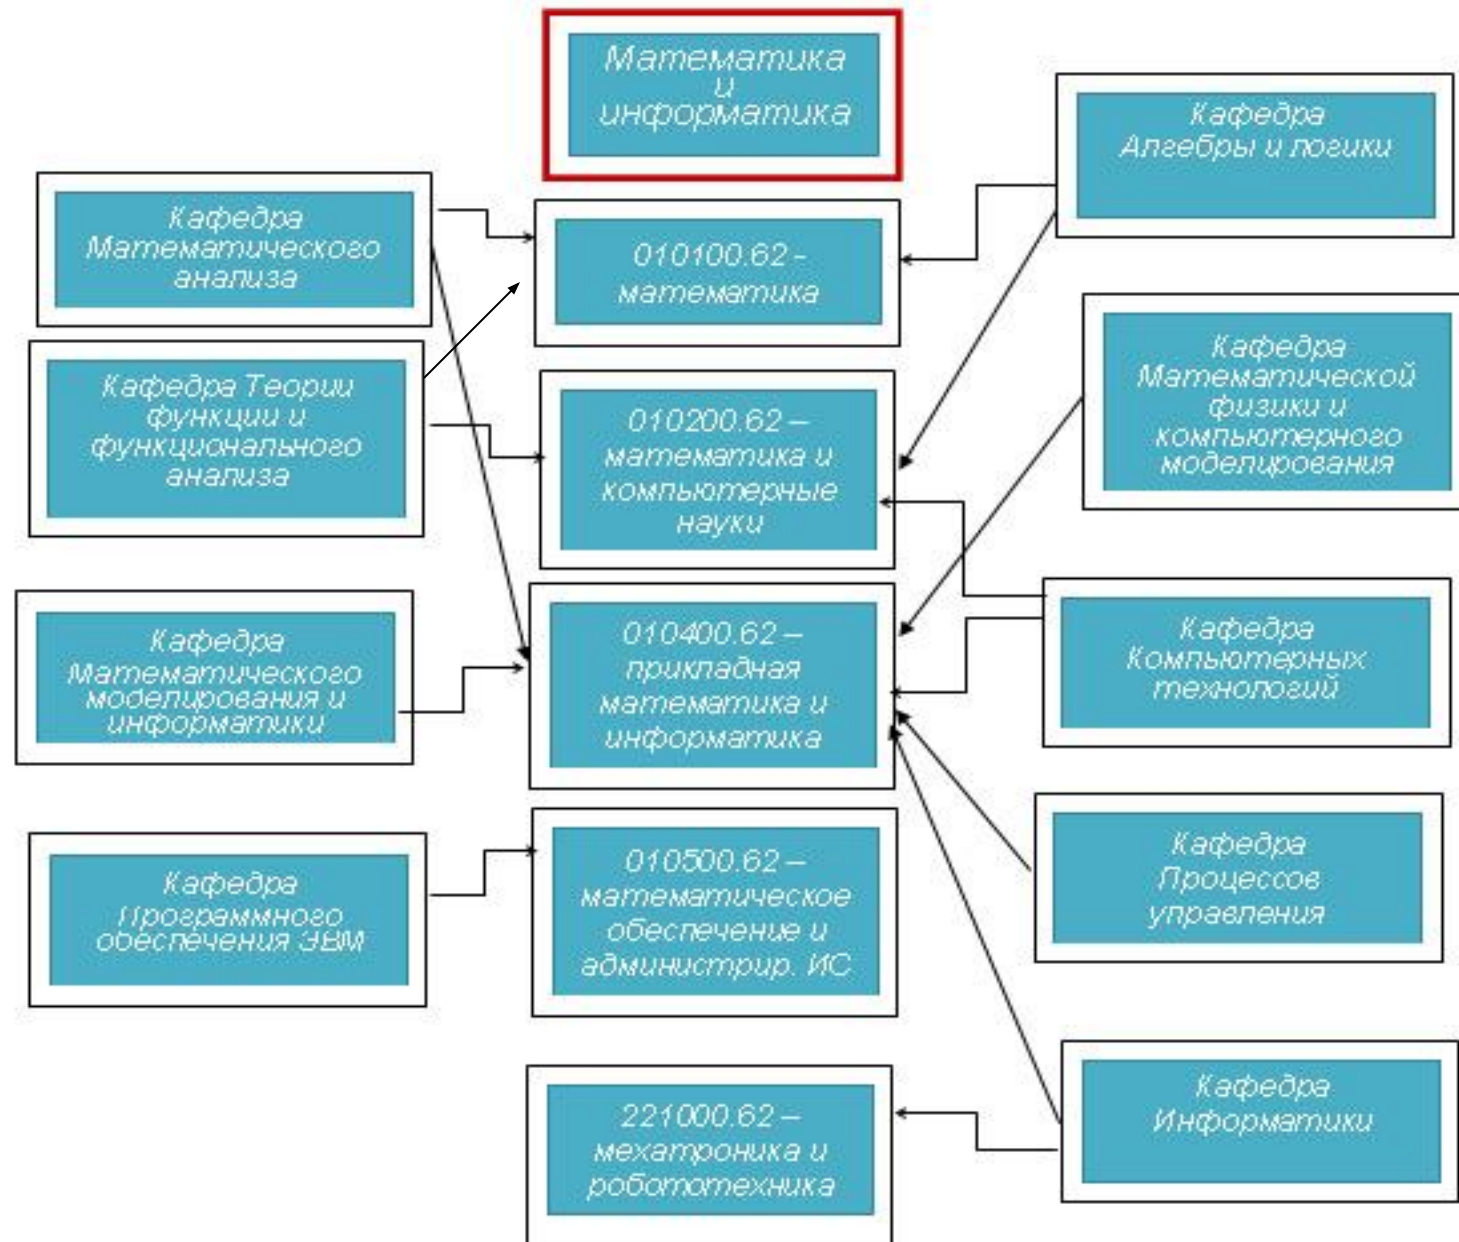 Математика
и
информатика
Кафедра
Алгебры и логики
Кафедра
Математического
анализа
010100.62 -
математика
Кафедра Теории
функции и
функционального
анализа
010200.62 –
математика и
компьютерные
науки
Кафедра
Математической
физики и
компьютерного
моделирования
Кафедра
Математического
моделирования и
информатики
010400.62 –
прикладная
математика и
информатика
Кафедра
Компьютерных
технологий
Кафедра
Программного
обеспечения ЭВМ
010500.62 –
математическое
обеспечение и
администрир. ИС
Кафедра
Процессов
управления
221000.62 –
мехатроника и
робототехника
Кафедра
Информатики